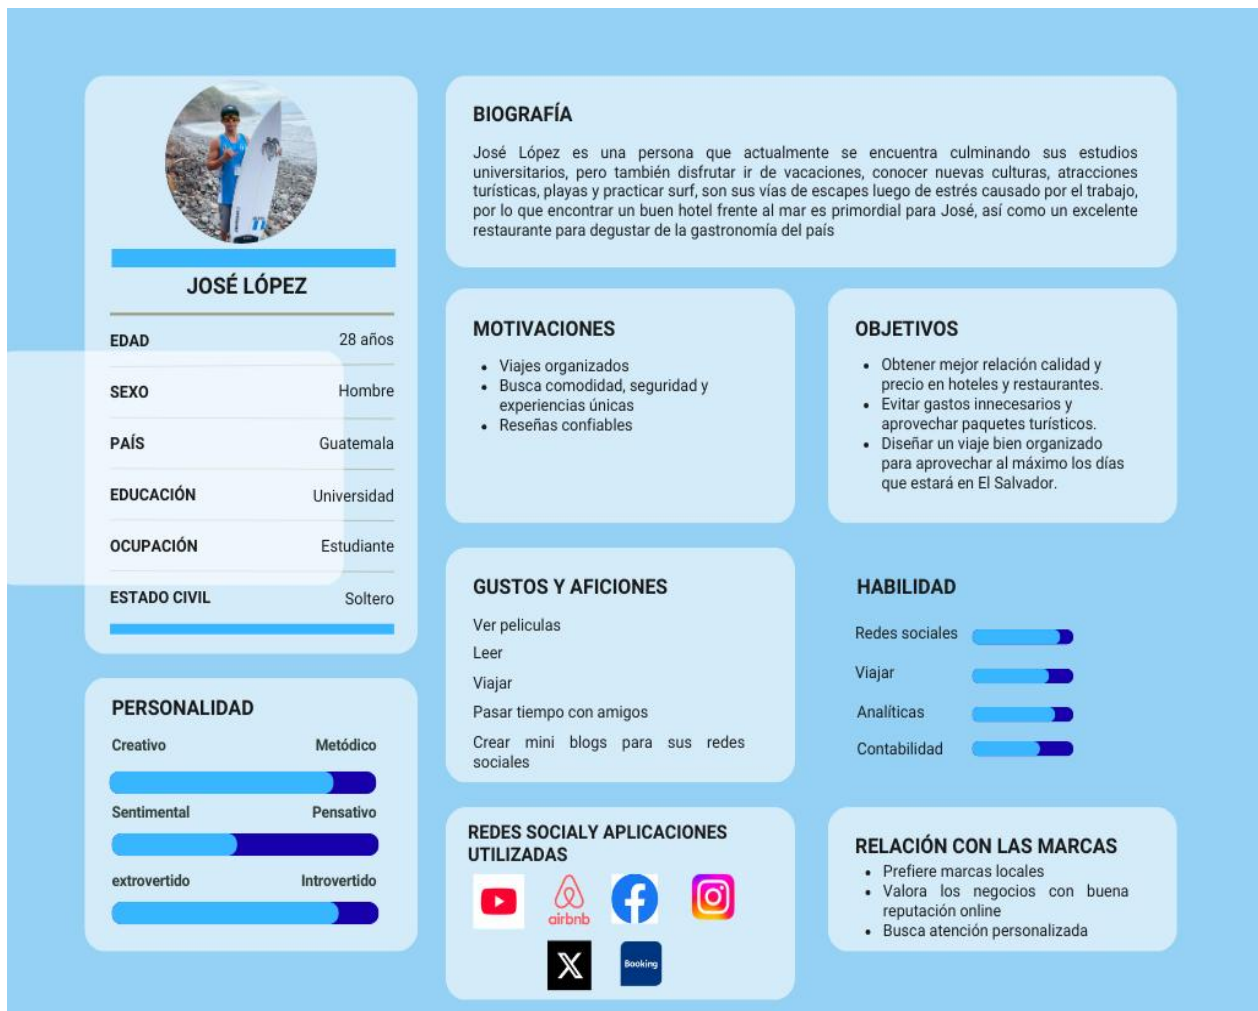 JOSÉ LÓPEZ
EDAD 28 años
SEXO Hombre
PAÍS Guatemala
EDUCACIÓN Universidad
OCUPACIÓN Estudiante
ESTADO CIVIL Soltero
PERSONALIDAD
Creativo Metódico
Sentimental Pensativo
extrovertido Introvertido
BIOGRAFÍA
José López es una persona que actualmente se encuentra culminando sus estudios
universitarios, pero también disfrutar ir de vacaciones, conocer nuevas culturas, atracciones
turísticas, playas y practicar surf, son sus vías de escapes luego de estrés causado por el trabajo,
por lo que encontrar un buen hotel frente al mar es primordial para José, así como un excelente
restaurante para degustar de la gastronomía del país
MOTIVACIONES
• Viajes organizados
• Busca comodidad, seguridad y
experiencias únicas
• Reseñas confiables
OBJETIVOS
• Obtener mejor relación calidad y
precio en hoteles y restaurantes.
• Evitar gastos innecesarios y
aprovechar paquetes turísticos.
• Diseñar un viaje bien organizado
para aprovechar al máximo los días
que estará en El Salvador.
GUSTOS Y AFICIONES
Ver peliculas
Leer
Viajar
Pasar tiempo con amigos
Crear mini blogs para sus redes
sociales
HABILIDAD
Redes sociales
Viajar
Analíticas
Contabilidad
REDES SOCIALY APLICACIONES
UTILIZADAS
airbnb
X
Booking
RELACIÓN CON LAS MARCAS
• Prefiere marcas locales
• Valora los negocios con buena
reputación online
• Busca atención personalizada